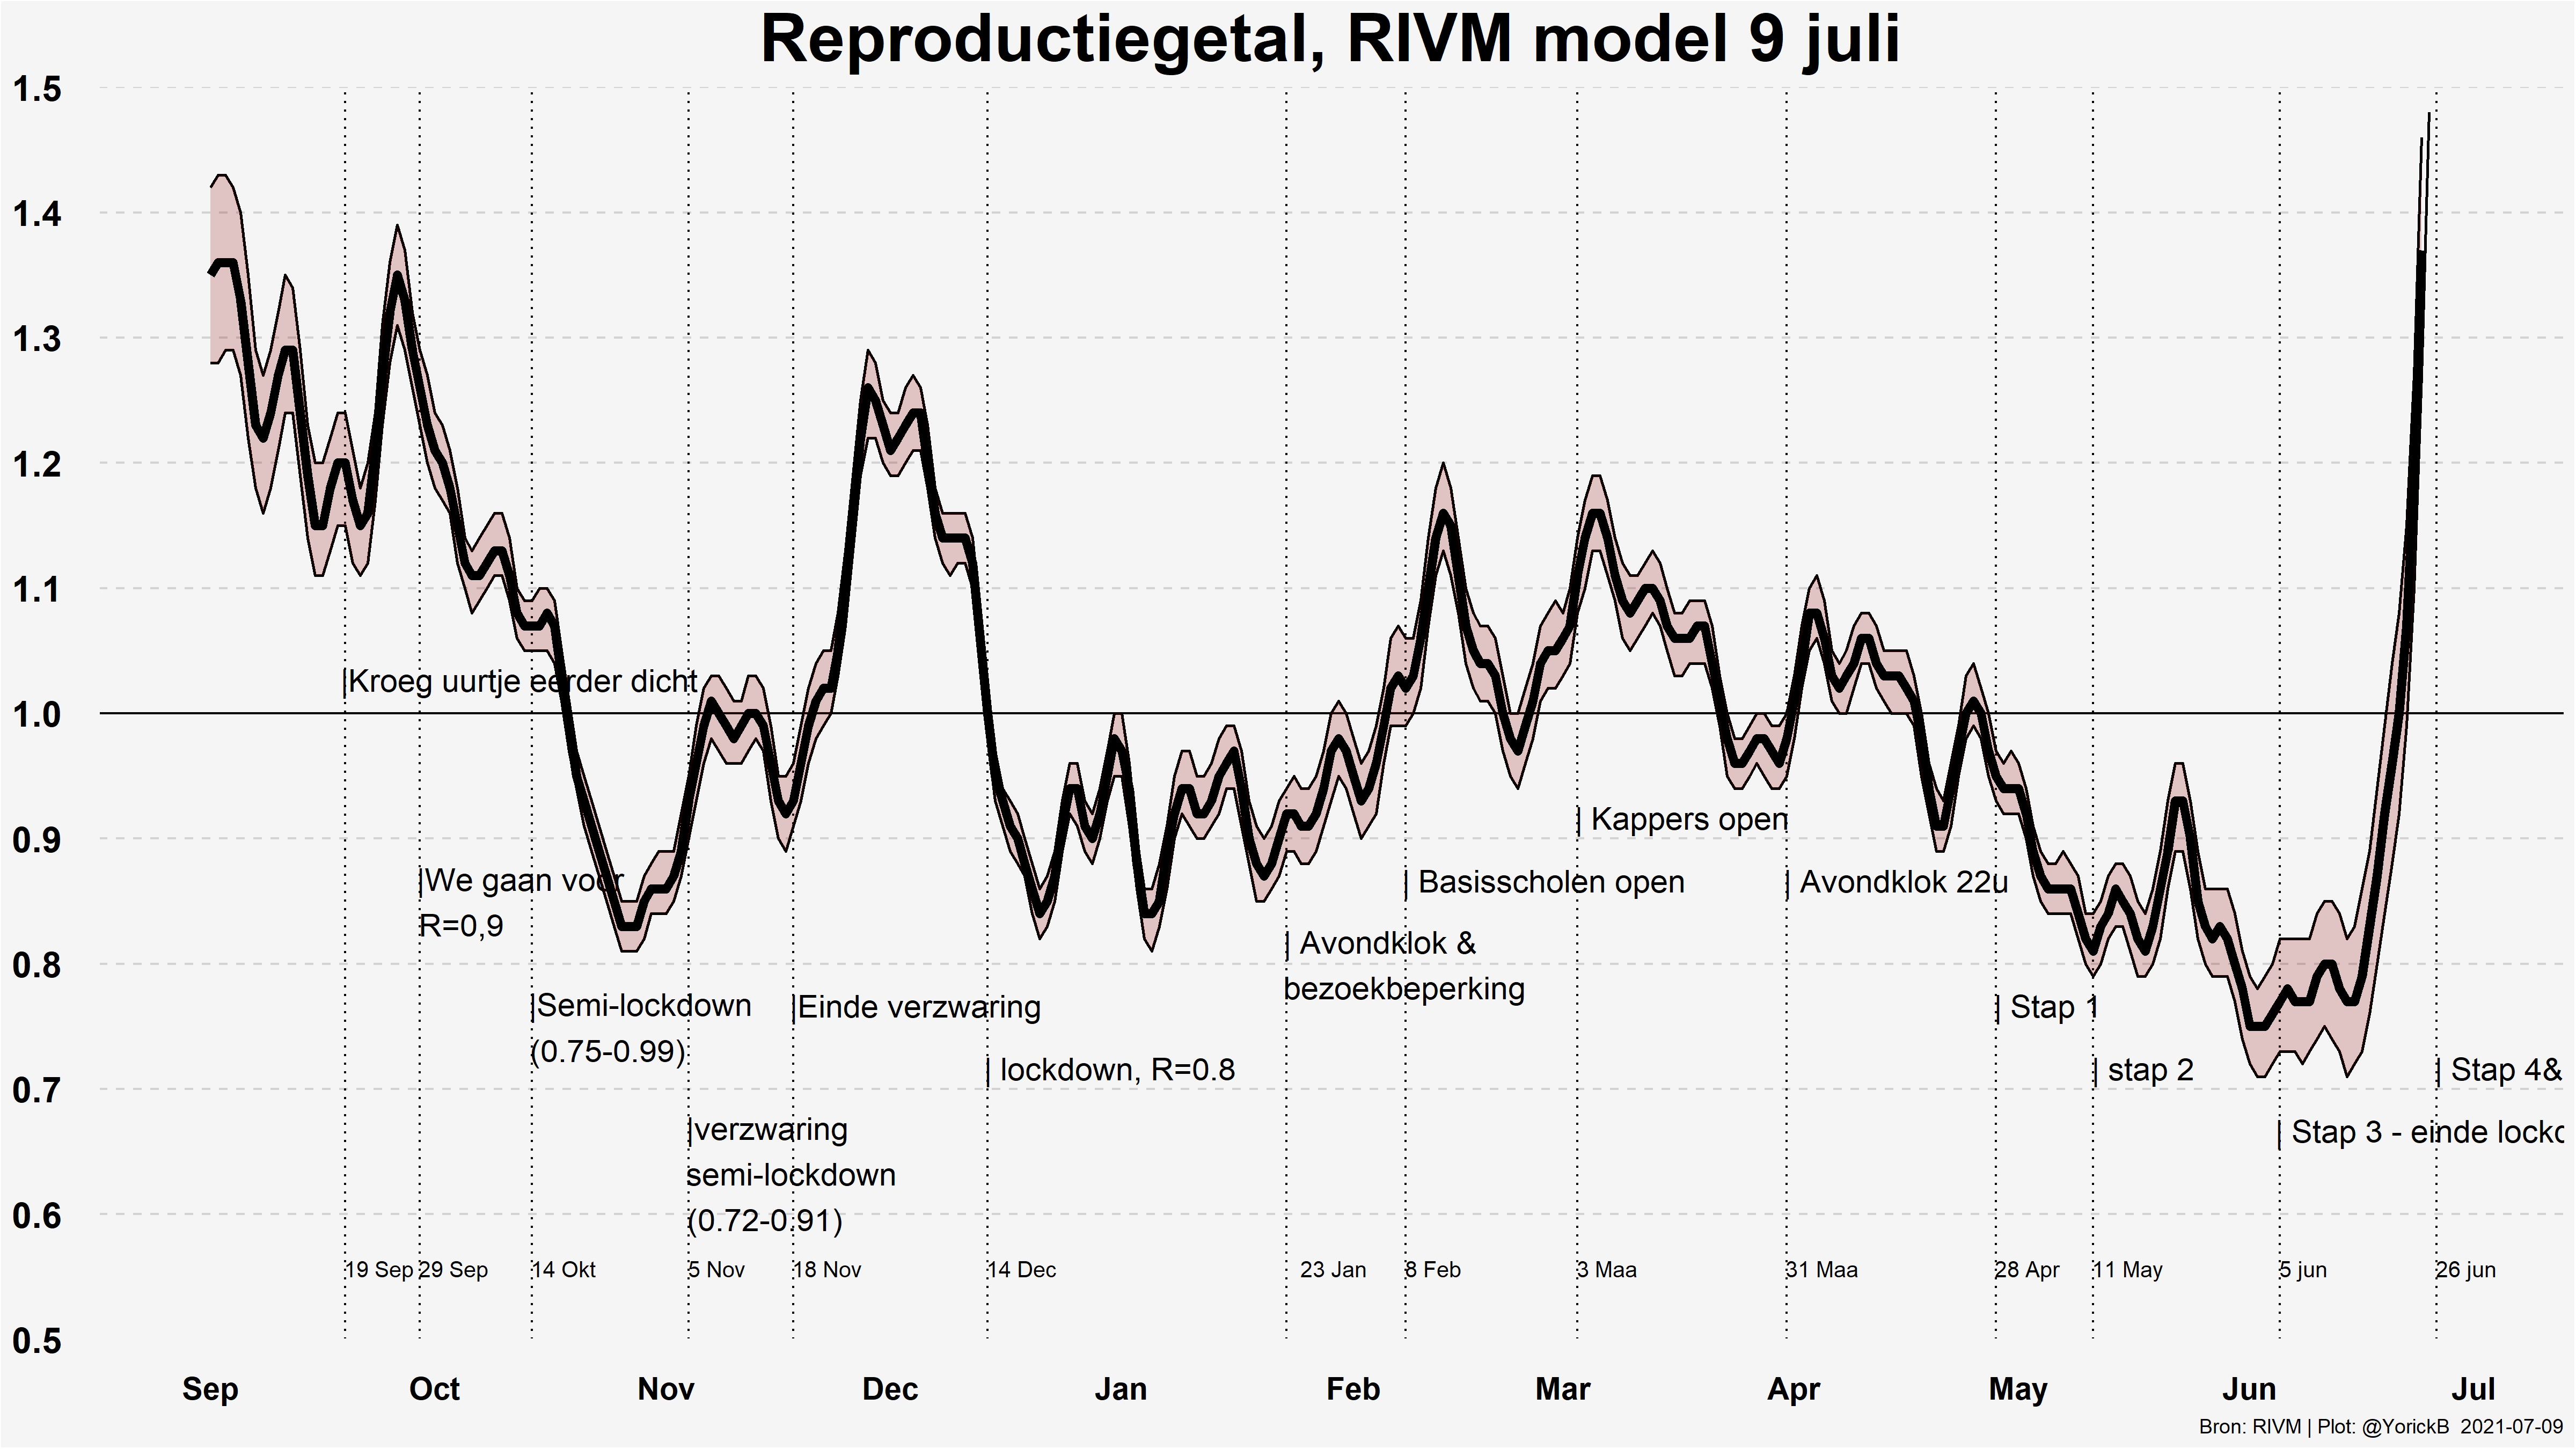 Reproductiegetal, RIVM model 9 juli
1.5
1.4
1.3
1.2
1.1
1.0
0.9
0.8
0.7
0.6
0.5
|Kroeg uurtje eerder dicht
|We gaan voor
R=0,9
|Semi-lockdown
(0.75-0.99)
|verzwaring
semi-lockdown
(0.72-0.91)
|Einde verzwaring
| lockdown, R=0.8
| Avondklok &
bezoekbeperking
| Basisscholen open
| Kappers open
| Avondklok 22u
| Stap 1
| stap 2
| Stap 3 - einde lockd
| Stap 4&
19 Sep
29 Sep
14 Okt
5 Nov
18 Nov
14 Dec
23 Jan
8 Feb
3 Maa
31 Maa
28 Apr
11 May
5 jun
26 jun
Sep
Oct
Nov
Dec
Jan
Feb
Mar
Apr
May
Jun
Jul
Bron: RIVM | Plot: @YorickB  2021-07-09